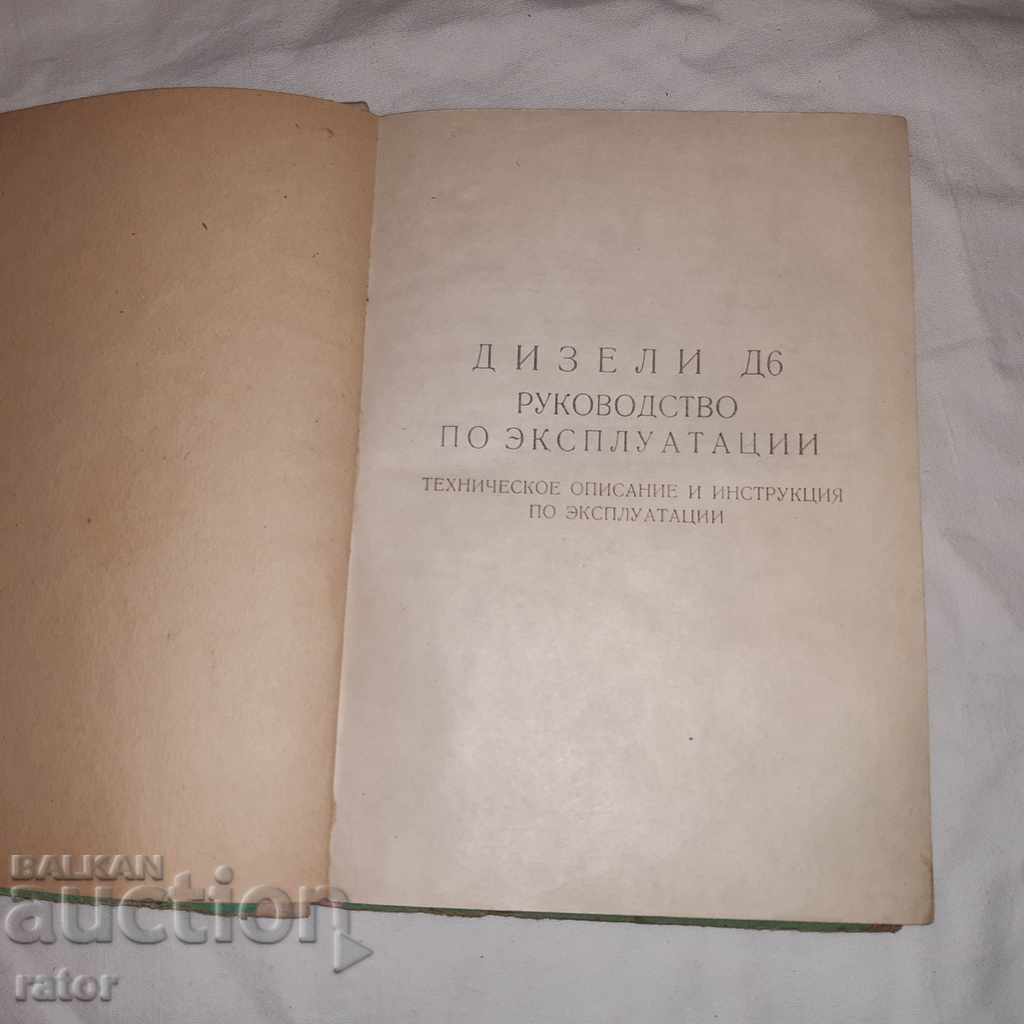 ДИЗЕЛИ Д6
РУКОВОДСТВО
ПО ЭКСПЛУАТАЦИИ
ТЕХНИЧЕСКОЕ ОПИСАНИЕ И ИНСТРУКЦИЯ
ПО ЭКСПЛУАТАЦИИ
BALKAN
auction
rator